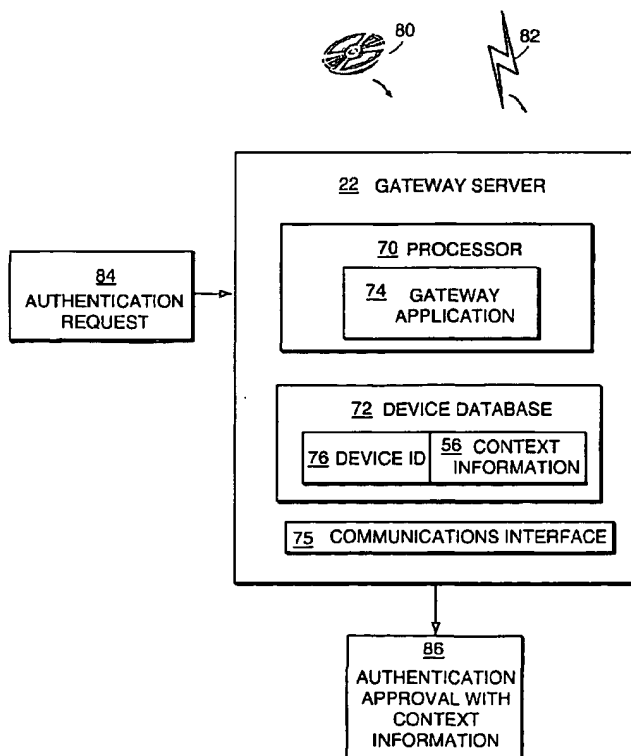 80
82
22 GATEWAY SERVER
70 PROCESSOR
74 GATEWAY
APPLICATION
84
AUTHENTICATION
REQUEST
72 DEVICE DATABASE
76 DEVICE ID
56 CONTEXT
INFORMATION
75 COMMUNICATIONS INTERFACE
86
AUTHENTICATION
APPROVAL WITH
CONTEXT
INFORMATION